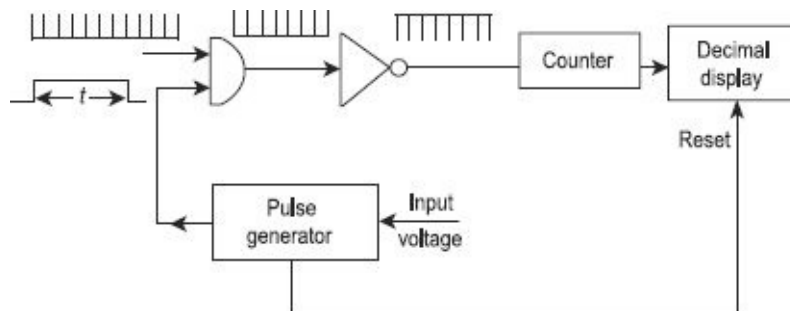 t
Counter
Decimal
display
Reset
Pulse
generator
Input
voltage